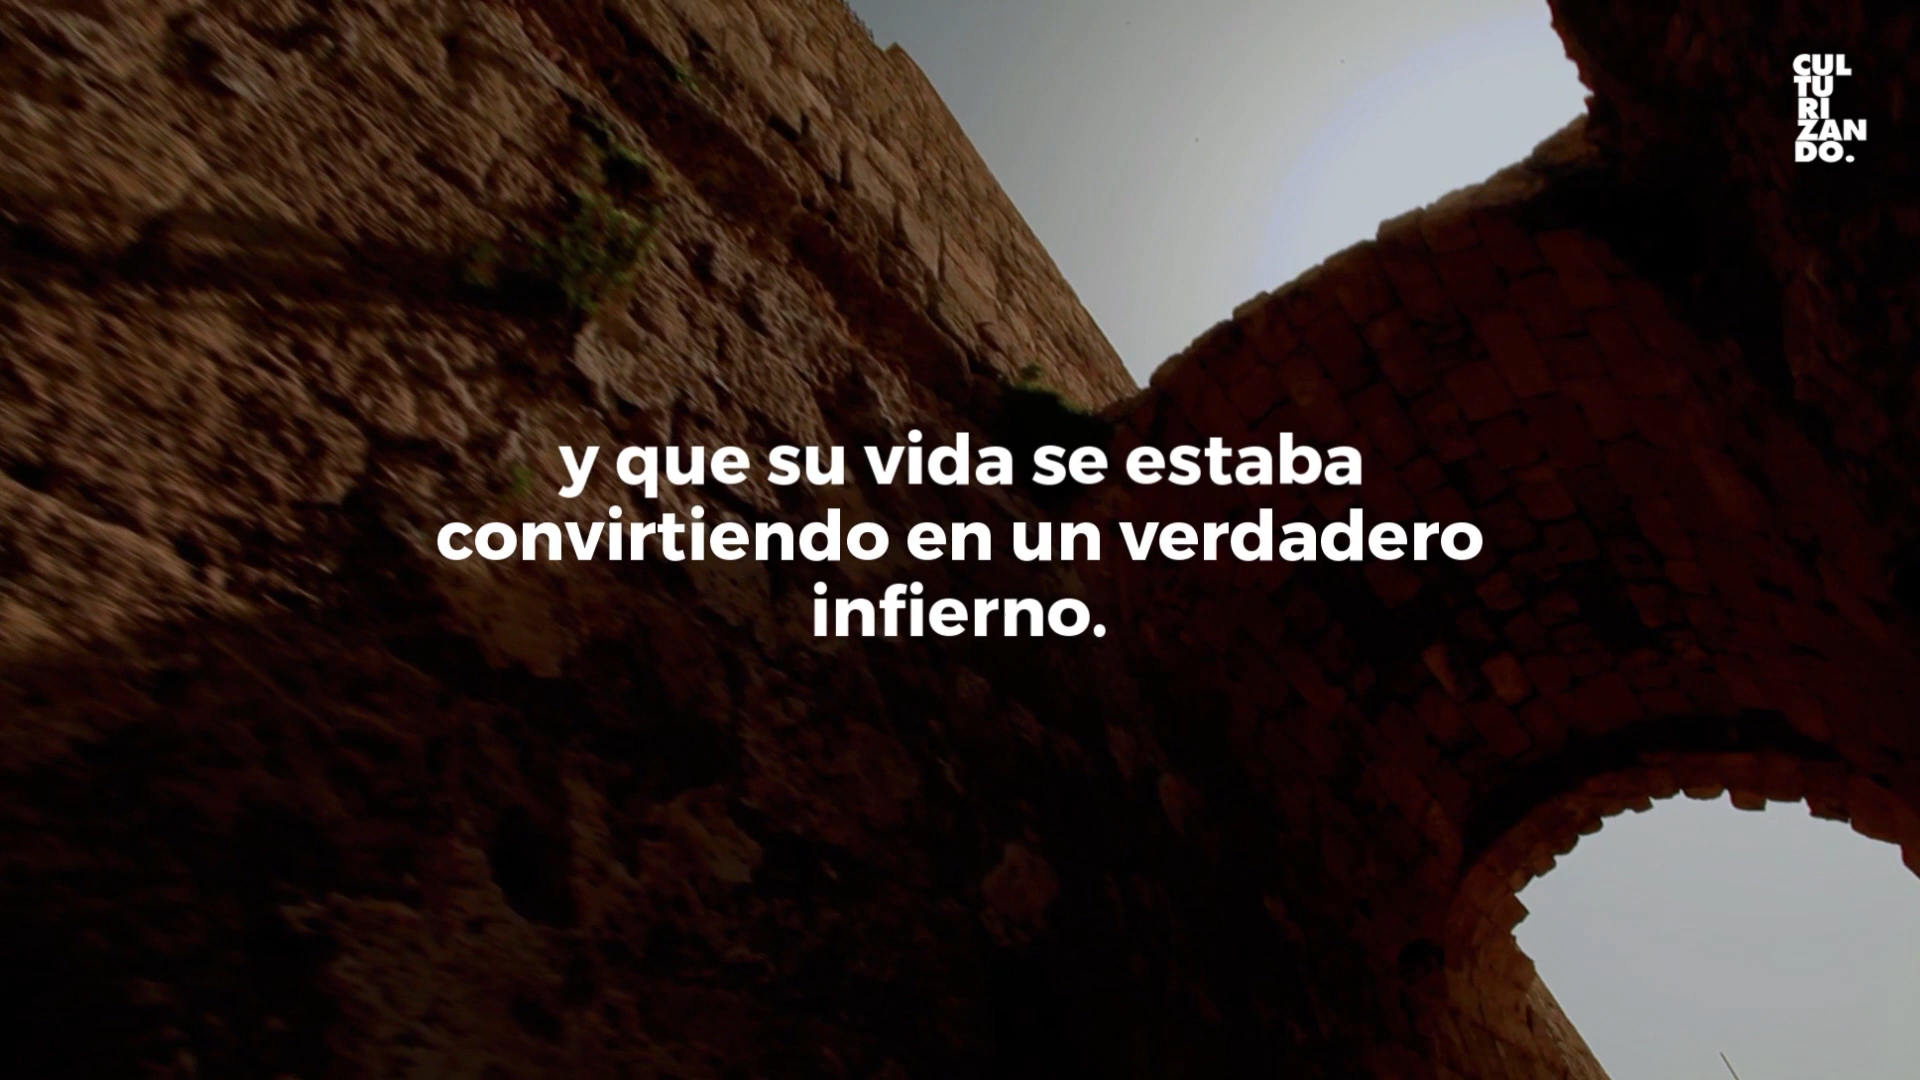 CUL
TU
RI
ZAN
DO.
y que su vida se estaba
convirtiendo en un verdadero
infierno.